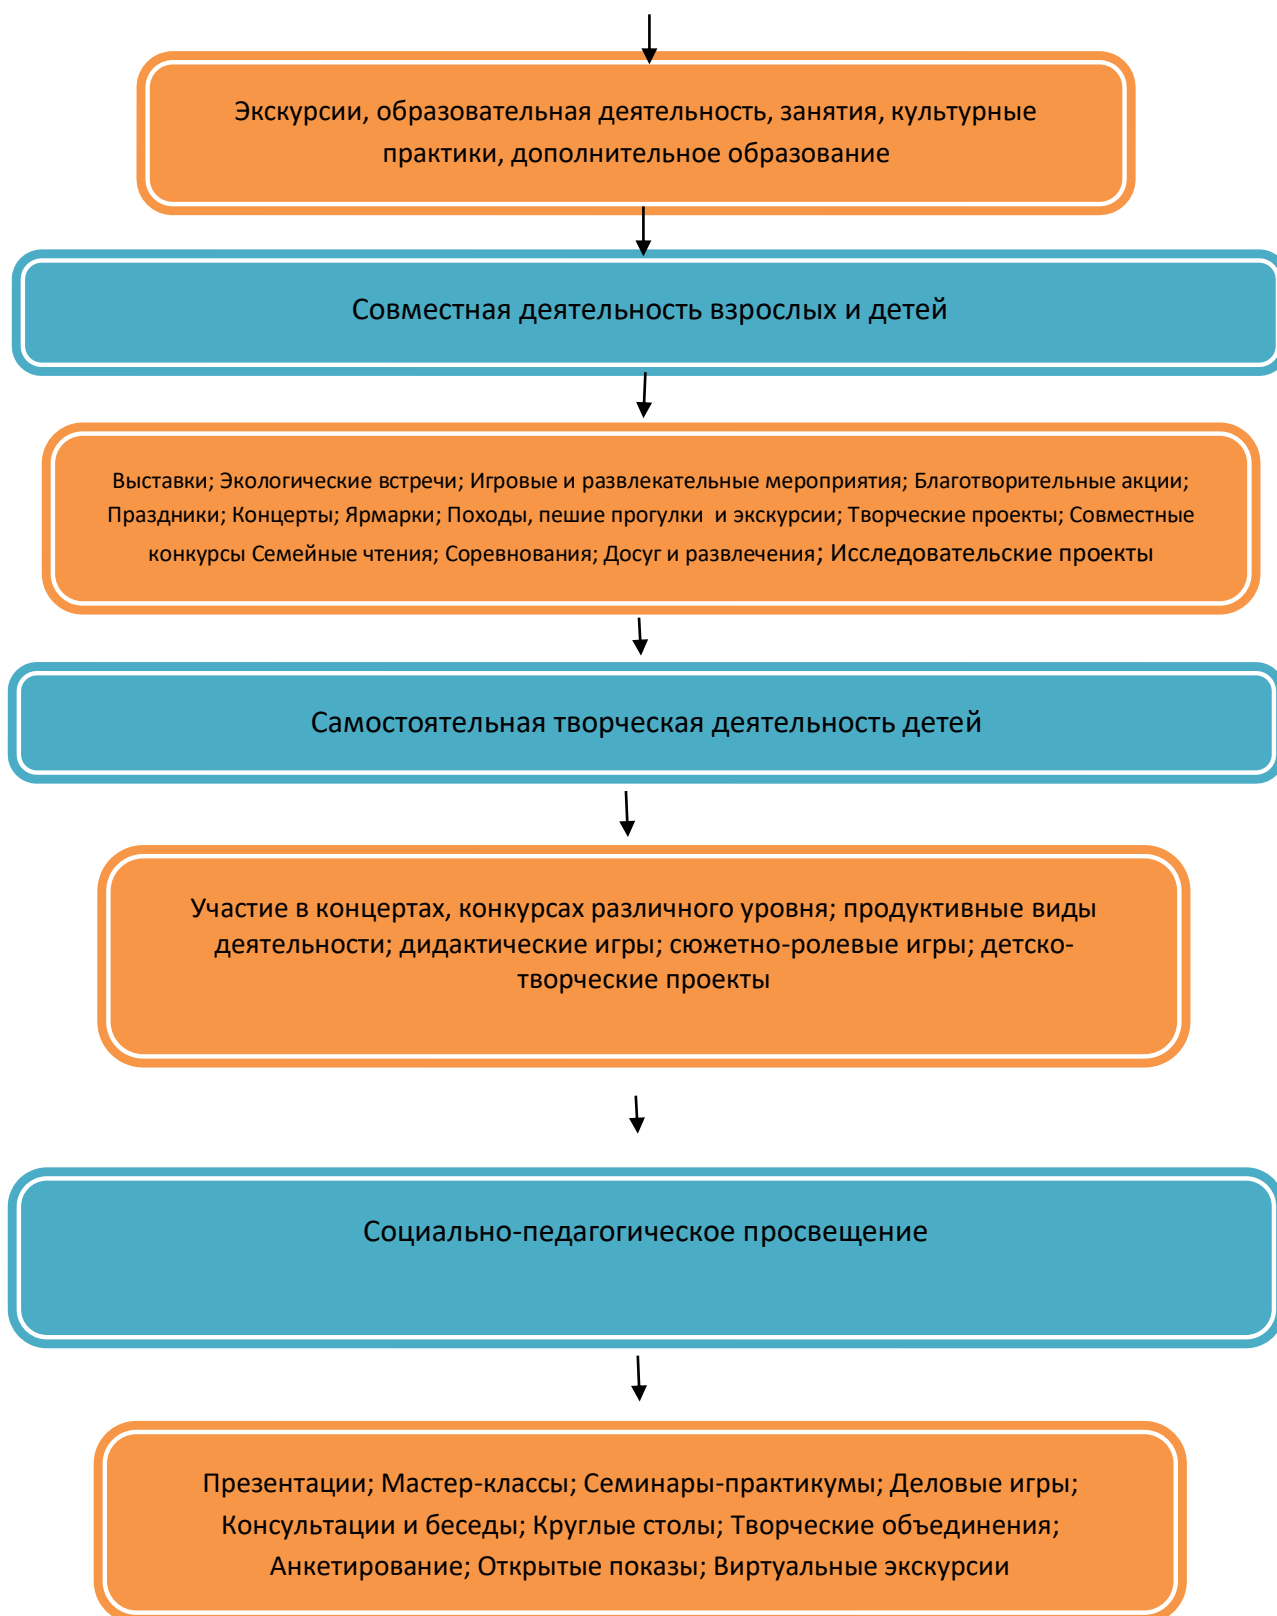 Экскурсии, образовательная деятельность, занятия, культурные
практики, дополнительное образование
Совместная деятельность взрослых и детей
Выставки; Экологические встречи; Игровые и развлекательные мероприятия; Благотворительные акции;
Праздники; Концерты; Ярмарки; Походы, пешие прогулки  и экскурсии; Творческие проекты; Совместные
конкурсы Семейные чтения; Соревнования; Досуг и развлечения; Исследовательские проекты
Самостоятельная творческая деятельность детей
Участие в концертах, конкурсах различного уровня; продуктивные виды
деятельности; дидактические игры; сюжетно-ролевые игры; детско-
творческие проекты
Социально-педагогическое просвещение
Презентации; Мастер-классы; Семинары-практикумы; Деловые игры;
Консультации и беседы; Круглые столы; Творческие объединения;
Анкетирование; Открытые показы; Виртуальные экскурсии